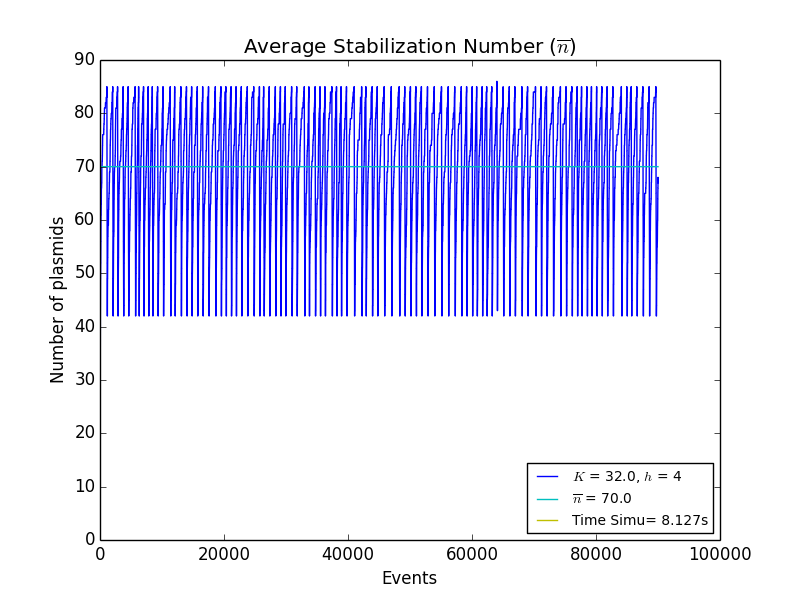 Average Stabilization Number (n̅)
90
80
70
60
50
40
30
20
10
0
Number of plasmids
0 20000 40000 60000 80000 100000
Events
K = 32.0, h = 4
n̅ = 70.0
Time Simu= 8.127s